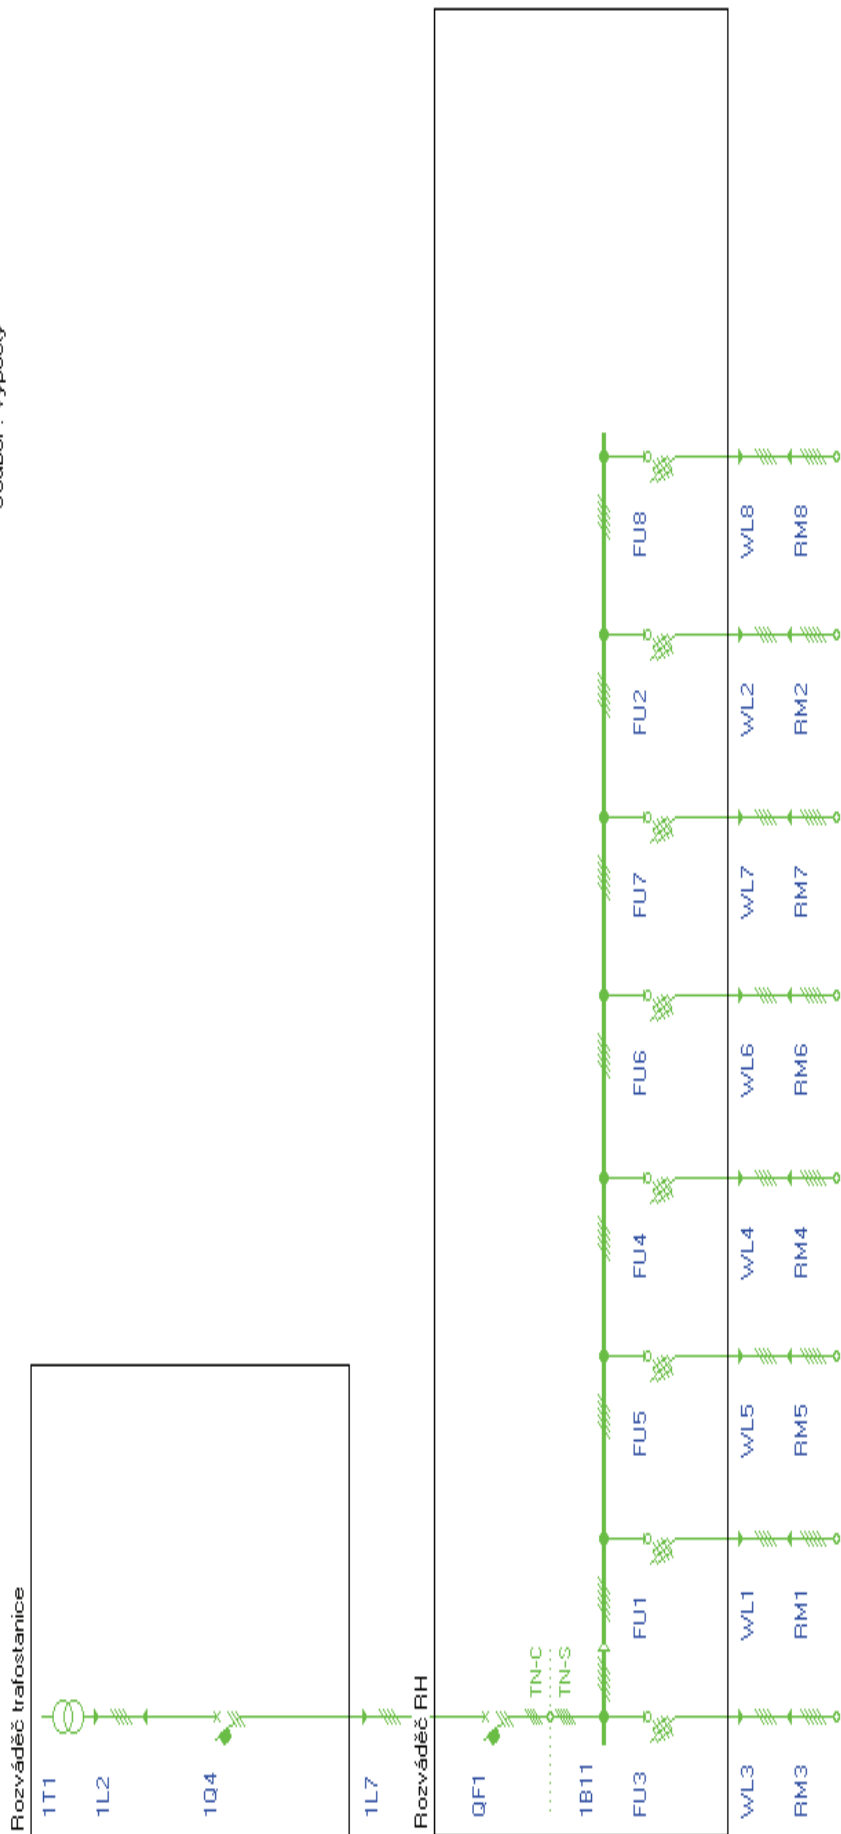 Rozváděč trafostanice
1T1
1L2
1Q4
1L7
Rozváděč RH
QF1
TN-C
TN-S
1B11
FU3
FU1
FU5
FU4
FU6
FU7
FU2
FU8
WL3
WL1
WL5
WL4
WL6
WL7
WL2
WL8
RM3
RM1
RM5
RM4
RM6
RM7
RM2
RM8